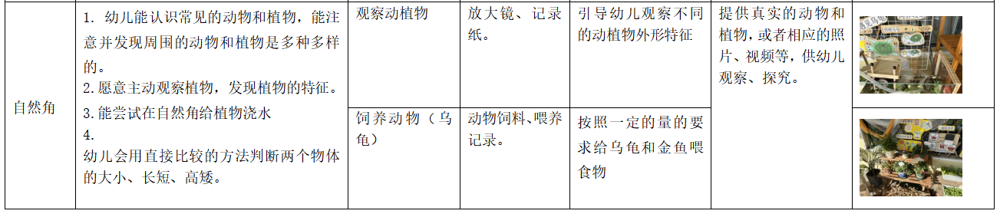 自然角
1. 幼儿能认识常见的动物和植物，能注
意并发现周围的动物和植物是多种多样
的。
2.愿意主动观察植物，发现植物的特征。
3.能尝试在自然角给植物浇水
4.
幼儿会用直接比较的方法判断两个物体
的大小、长短、高矮。
观察动植物
放大镜、记录
纸。
引导幼儿观察不同
的动植物外形特征
提供真实的动物和
植物，或者相应的照
片、视频等，供幼儿
观察、探究。
饲养动物（乌
龟）
动物饲料、喂养
记录。
按照一定的量的要
求给乌龟和金鱼喂
食物
遇见乌龟